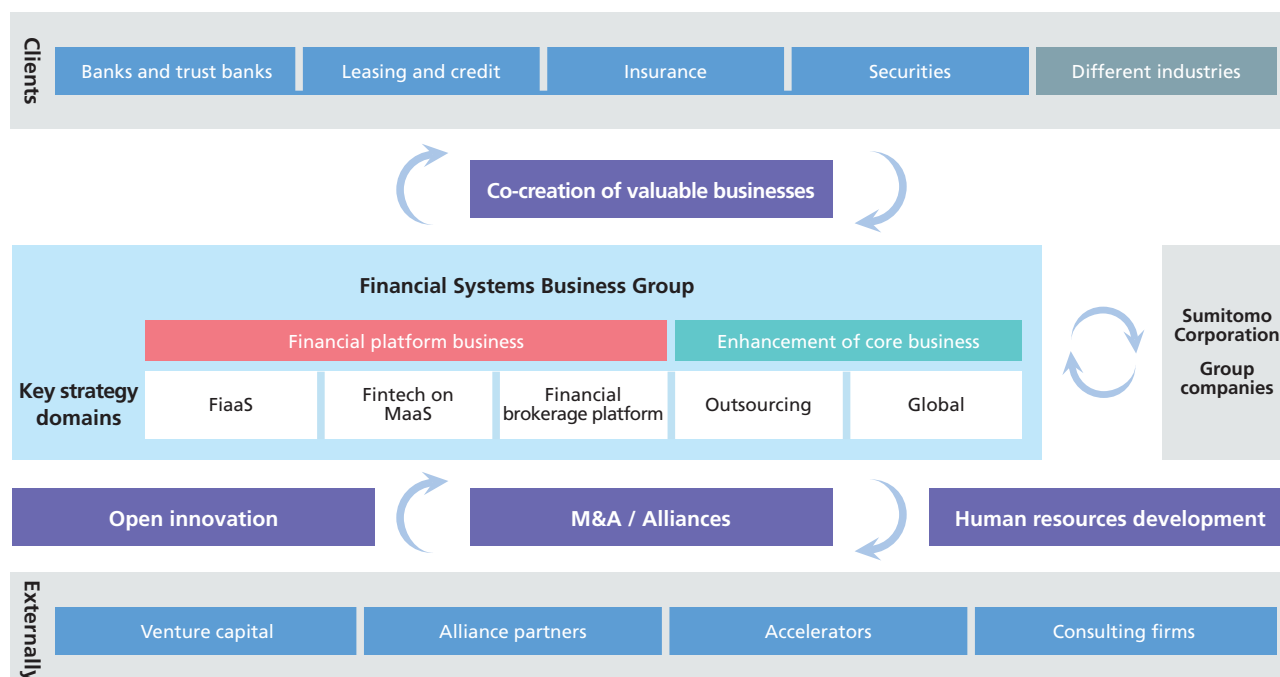 Clients
Banks and trust banks
Leasing and credit
Insurance
Securities
Different industries
Co-creation of valuable businesses
Financial Systems Business Group
Financial platform business
Enhancement of core business
Key strategy
domains
FiaaS
Fintech on
MaaS
Financial
brokerage platform
Outsourcing
Global
Sumitomo
Corporation
Group
companies
Open innovation
M&A / Alliances
Human resources development
Externally
Venture capital
Alliance partners
Accelerators
Consulting firms